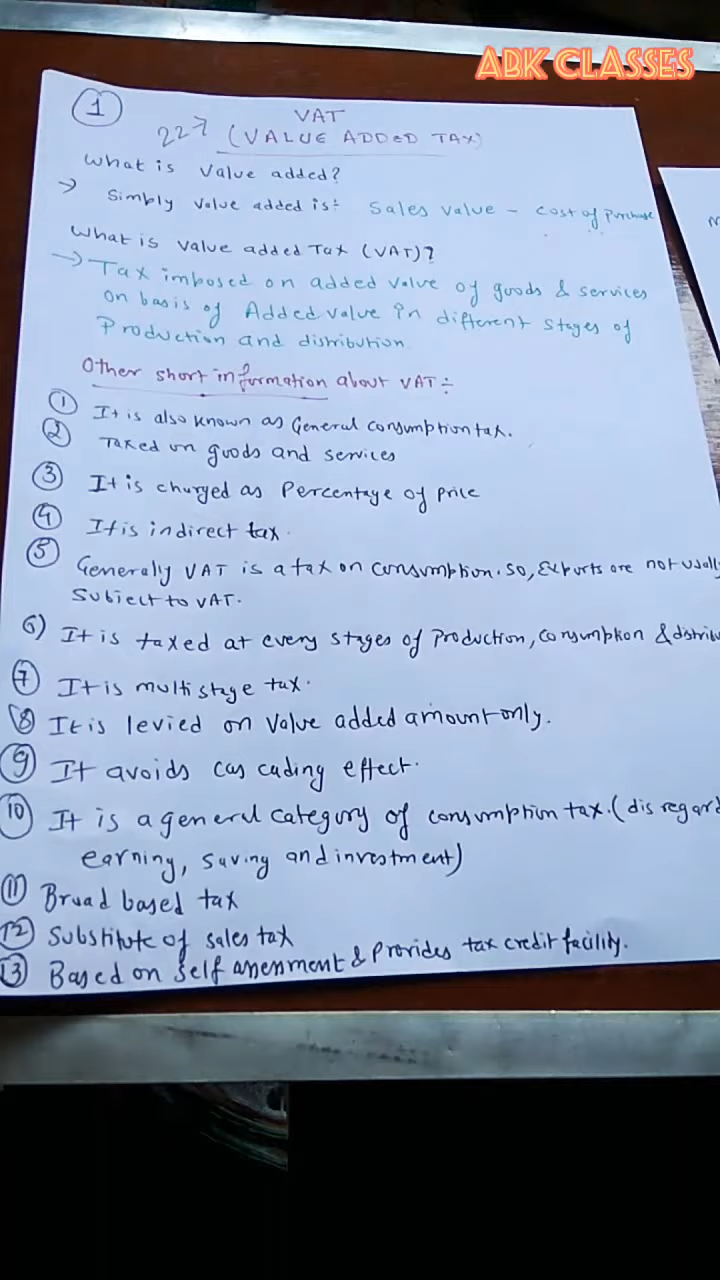 ABK CLASSES
1
VAT
227 (VALUE ADDED TAX)
What is Value added?
→ Simply value added is÷ Sales value - cost of purchase
What is value added Tax (VAT)?
→ Tax imposed on added value of goods & services
on basis of Added value in different stages of
Production and distribution
Other short information about VAT÷
1 It is also known as General consumption tax.
2 Taxed on goods and services
3 It is charged as Percentage of price
4 It is indirect tax.
5 Generally VAT is a tax on consumption. So, Exports are not usually
Subject to VAT.
6) It is taxed at every stages of Production, consumption & distribu
7 It is multistage tax.
8 It is levied on Value added amount only.
9 It avoids cascading effect.
10 It is a general category of consumption tax. (disregard
earning, saving and investment)
11 Broad based tax
12 Substitute of sales tax
13 Based on Self assessment & Provides tax credit facility.